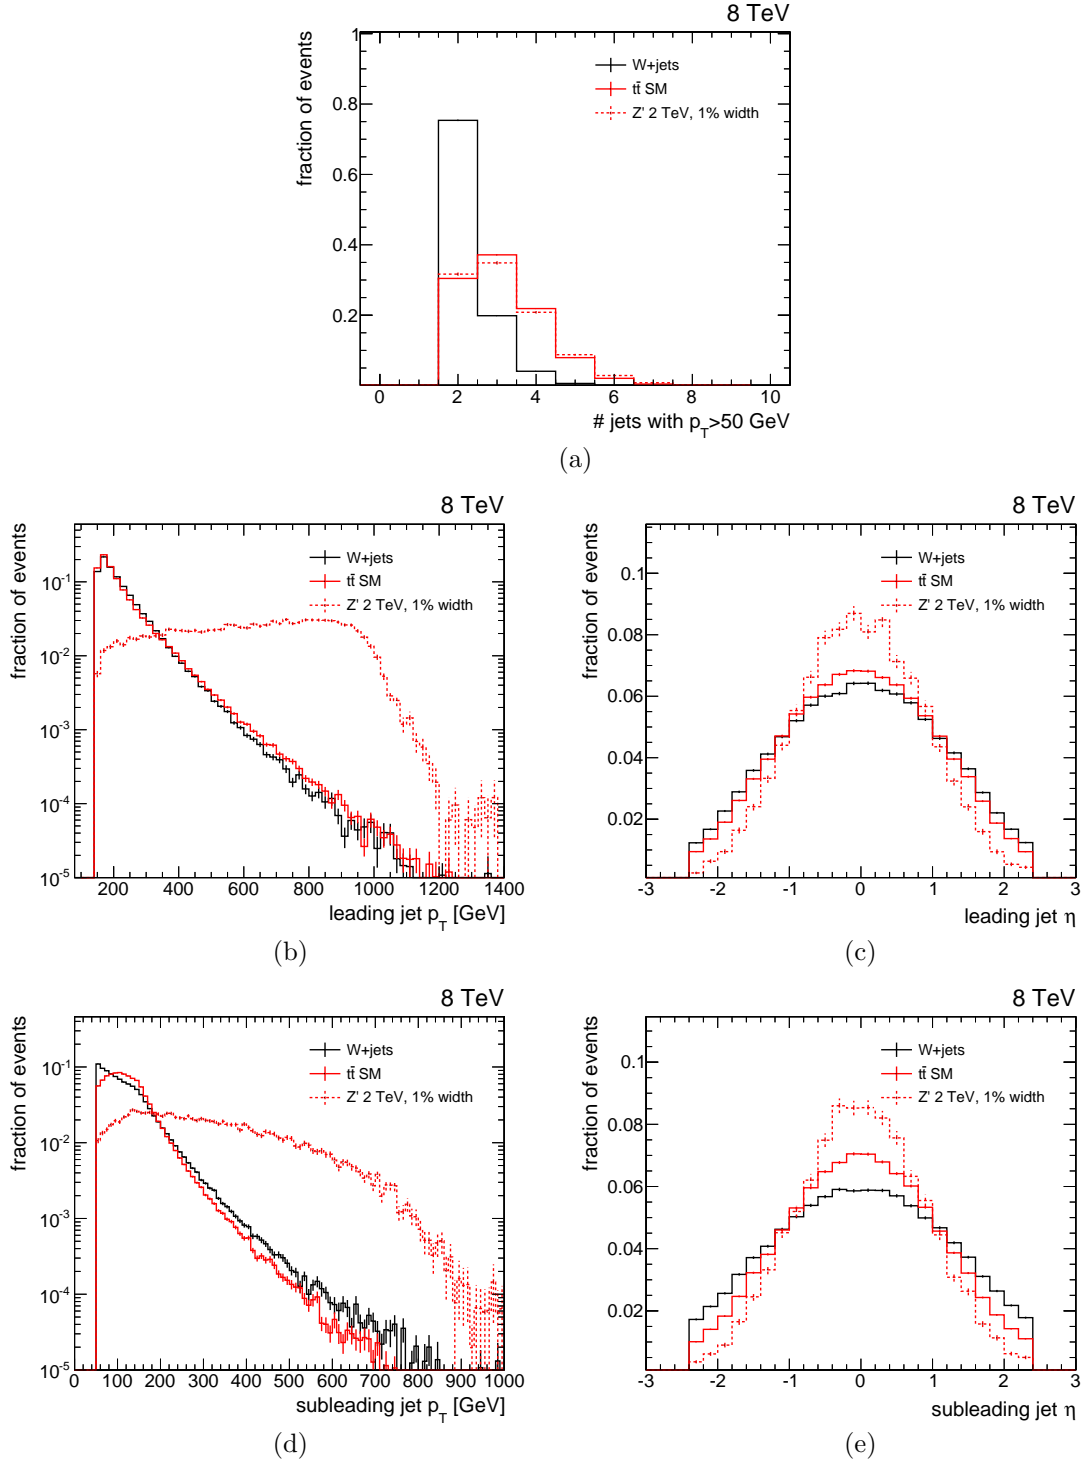 8 TeV
fraction of events
1
0.8
0.6
0.4
0.2
W+jets
tt̄ SM
Z' 2 TeV, 1% width
0 2 4 6 8 10
# jets with p_T>50 GeV
(a)
8 TeV
fraction of events
10^-1
10^-2
10^-3
10^-4
10^-5
W+jets
tt̄ SM
Z' 2 TeV, 1% width
200 400 600 800 1000 1200 1400
leading jet p_T [GeV]
(b)
8 TeV
fraction of events
0.1
0.08
0.06
0.04
0.02
W+jets
tt̄ SM
Z' 2 TeV, 1% width
-3 -2 -1 0 1 2 3
leading jet η
(c)
8 TeV
fraction of events
10^-1
10^-2
10^-3
10^-4
10^-5
W+jets
tt̄ SM
Z' 2 TeV, 1% width
0 100 200 300 400 500 600 700 800 900 1000
subleading jet p_T [GeV]
(d)
8 TeV
fraction of events
0.1
0.08
0.06
0.04
0.02
W+jets
tt̄ SM
Z' 2 TeV, 1% width
-3 -2 -1 0 1 2 3
subleading jet η
(e)